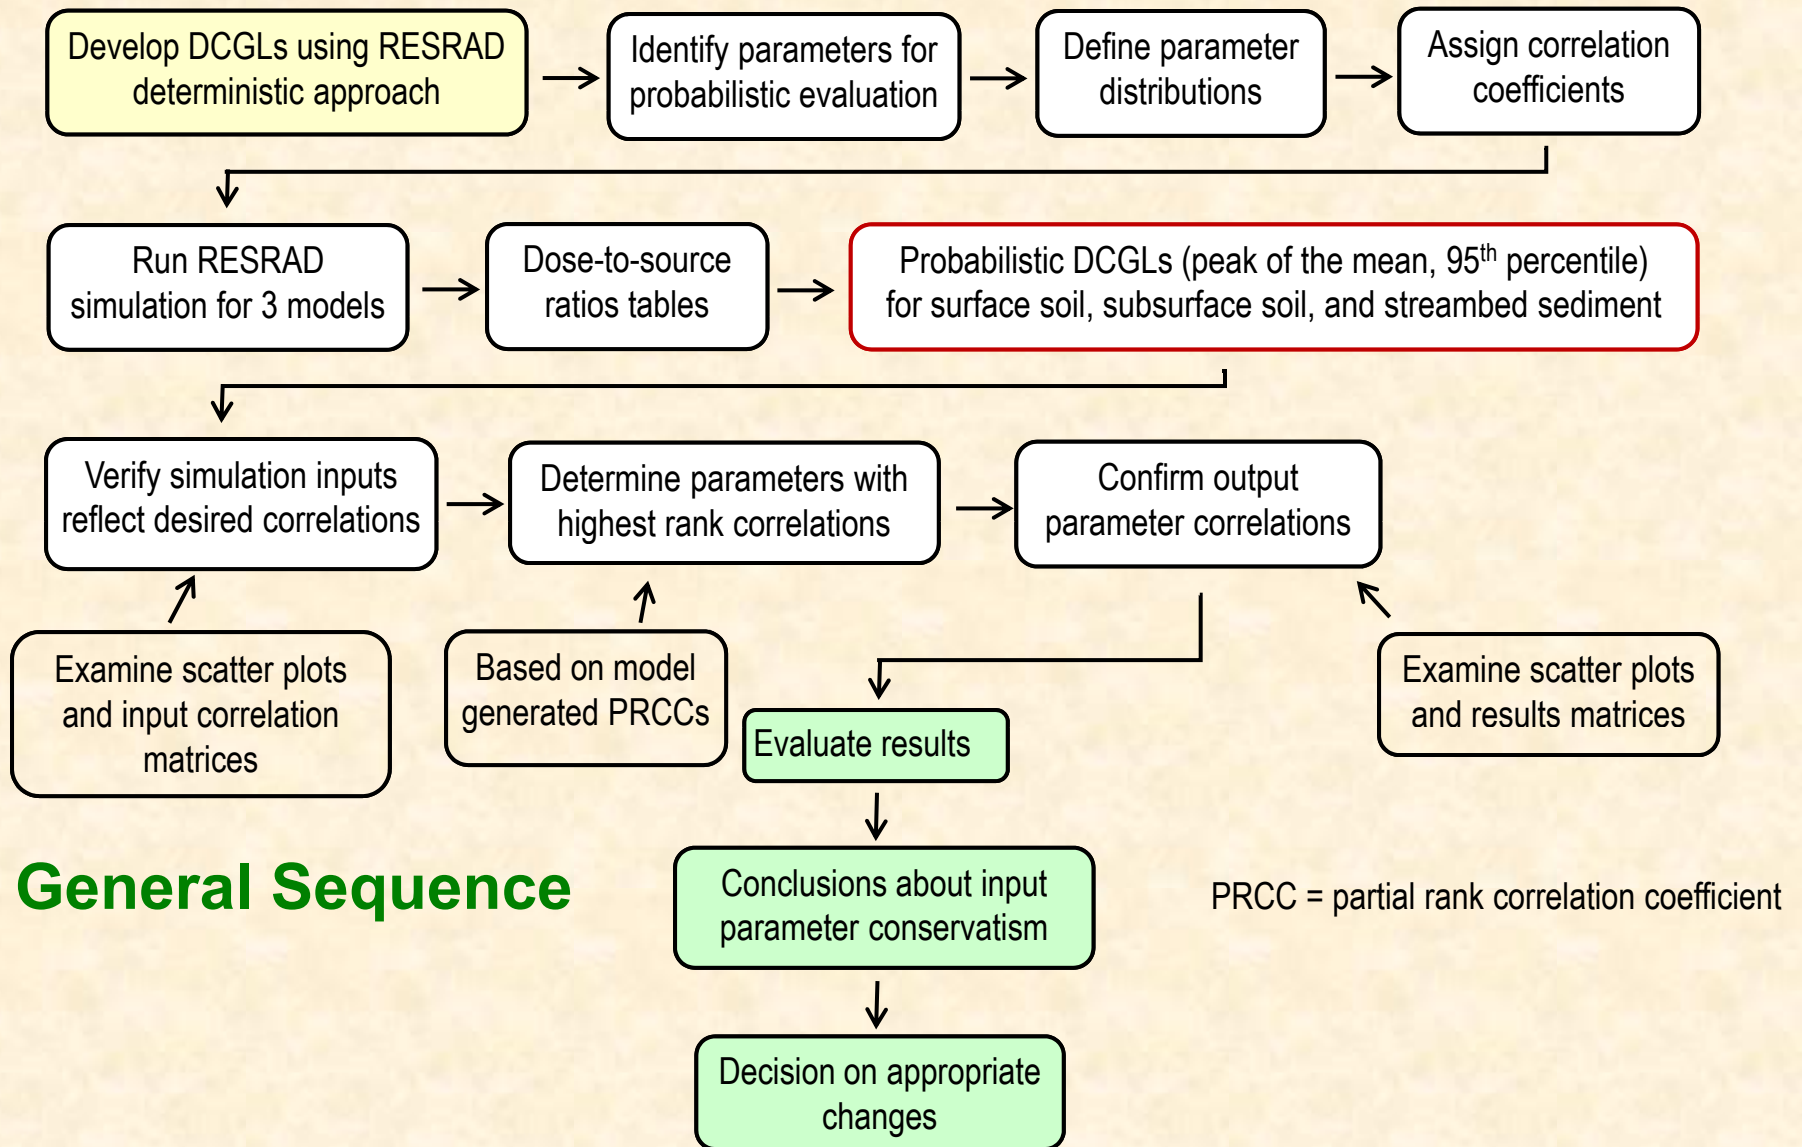 Develop DCGLs using RESRAD
deterministic approach
Identify parameters for
probabilistic evaluation
Define parameter
distributions
Assign correlation
coefficients
Run RESRAD
simulation for 3 models
Dose-to-source
ratios tables
Probabilistic DCGLs (peak of the mean, 95th percentile)
for surface soil, subsurface soil, and streambed sediment
Verify simulation inputs
reflect desired correlations
Determine parameters with
highest rank correlations
Confirm output
parameter correlations
Examine scatter plots
and input correlation
matrices
Based on model
generated PRCCs
Examine scatter plots
and results matrices
Evaluate results
General Sequence
Conclusions about input
parameter conservatism
PRCC = partial rank correlation coefficient
Decision on appropriate
changes